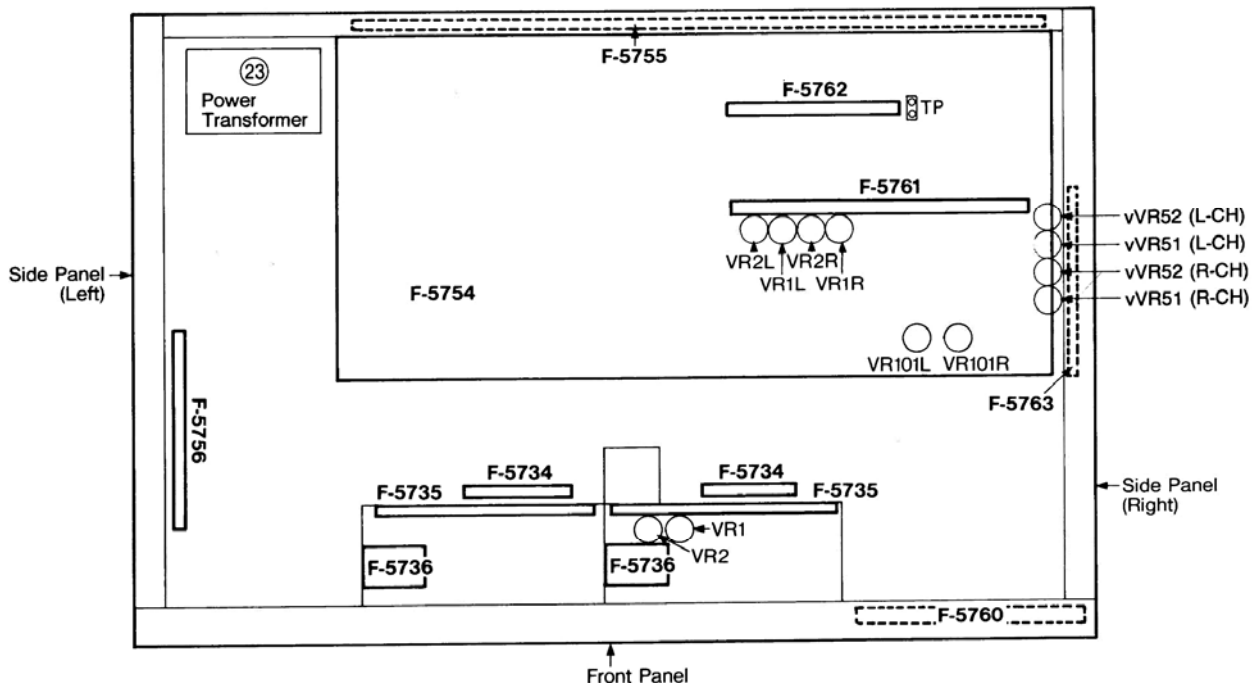 F-5755
23
Power
Transformer
F-5762
TP
F-5761
vVR52 (L-CH)
vVR51 (L-CH)
vVR52 (R-CH)
vVR51 (R-CH)
VR2L
VR2R
VR1L
VR1R
Side Panel
(Left)
F-5754
VR101L
VR101R
F-5763
F-5756
F-5734
F-5734
F-5735
F-5735
Side Panel
(Right)
VR1
VR2
F-5736
F-5736
F-5760
Front Panel